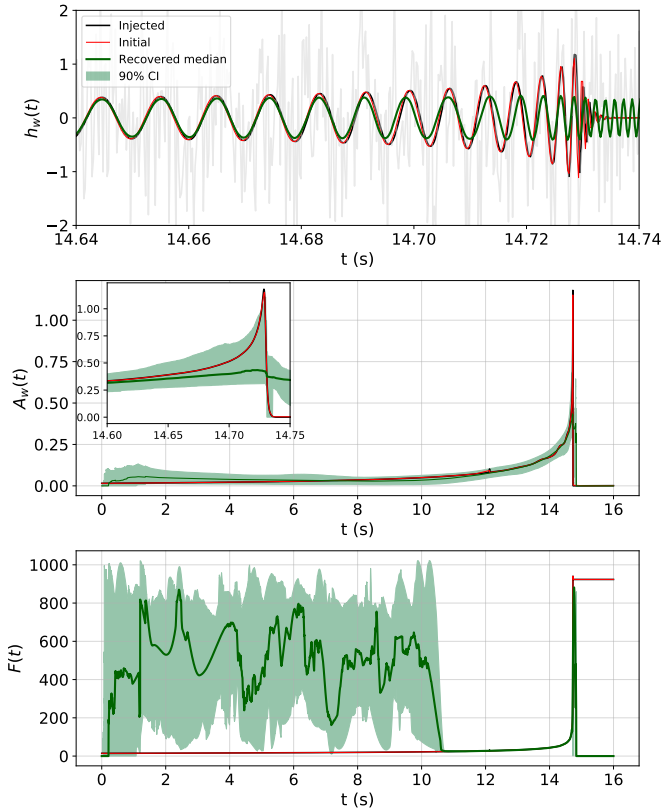 Injected
Initial
Recovered median
90% CI
h_w(t)
2
1
0
−1
−2
14.64 14.66 14.68 14.70 14.72 14.74
t (s)
A_w(t)
1.00
0.75
0.50
0.25
0.00
1.00
0.75
0.50
0.25
0.00
14.60 14.65 14.70 14.75
0 2 4 6 8 10 12 14 16
t (s)
F(t)
1000
800
600
400
200
0
0 2 4 6 8 10 12 14 16
t (s)